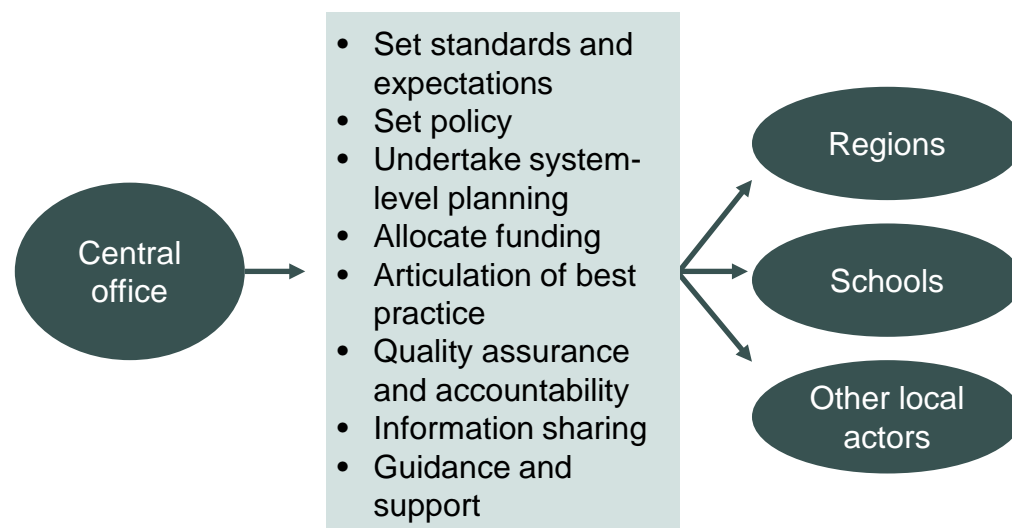 Central
office
• Set standards and
expectations
• Set policy
• Undertake system-
level planning
• Allocate funding
• Articulation of best
practice
• Quality assurance
and accountability
• Information sharing
• Guidance and
support
Regions
Schools
Other local
actors